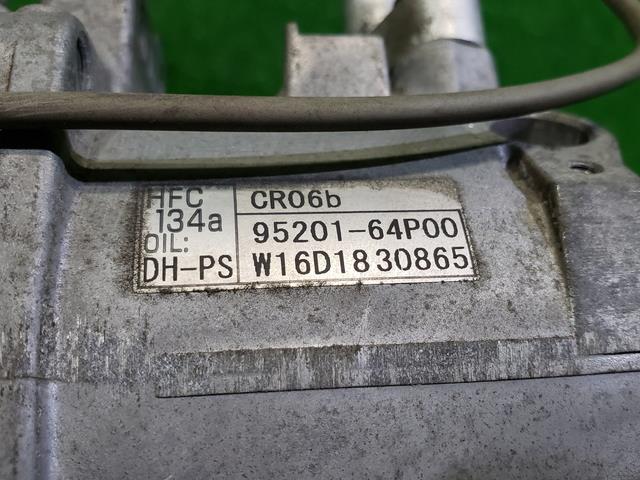 HFC
134a
OIL:
DH-PS
CR06b
95201-64P00
W16D1830865